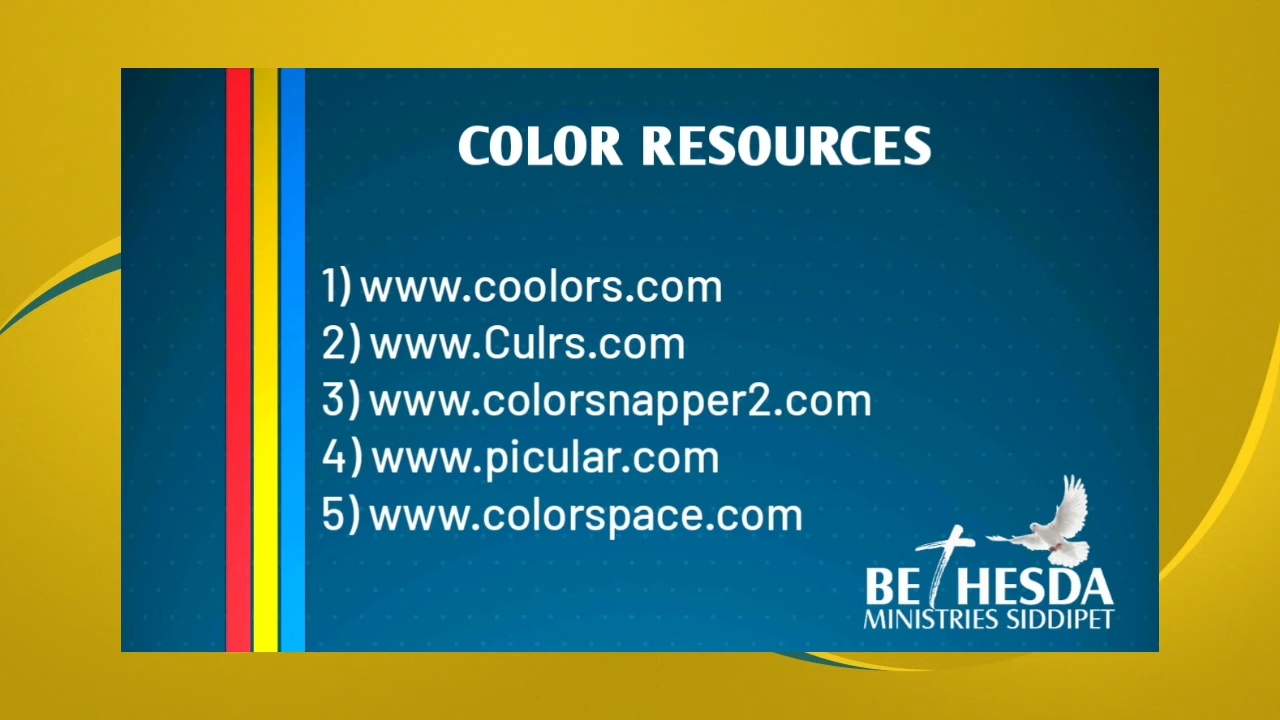 COLOR RESOURCES
1) www.coolors.com
2) www.Culrs.com
3) www.colorsnapper2.com
4) www.picular.com
5) www.colorspace.com
BETHESDA
MINISTRIES SIDDIPET